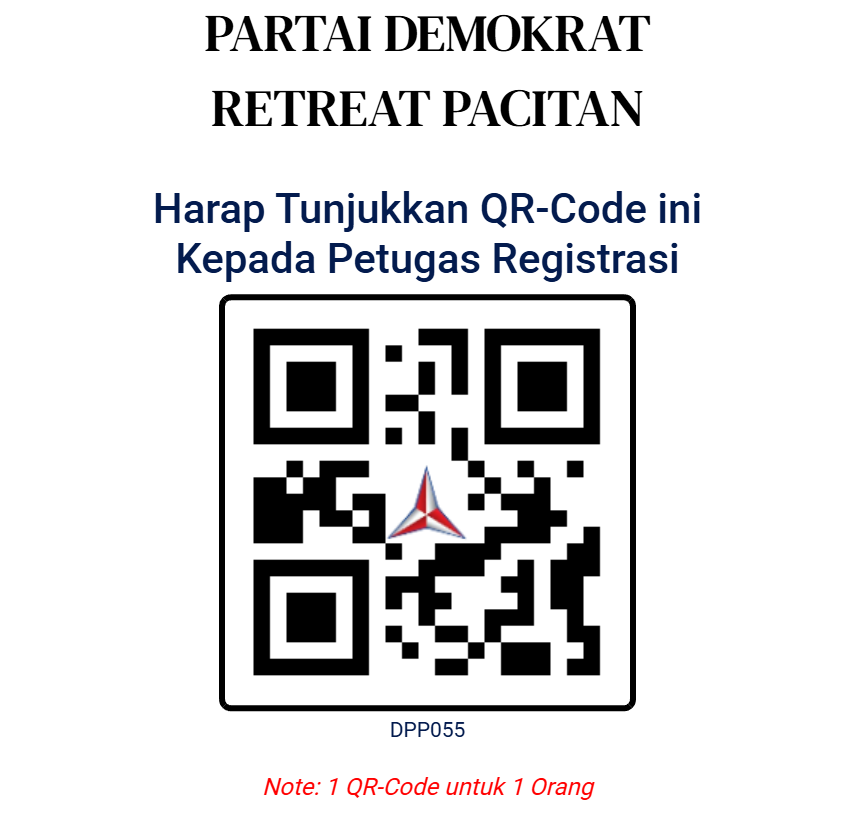 PARTAI DEMOKRAT
RETREAT PACITAN
Harap Tunjukkan QR-Code ini
Kepada Petugas Registrasi
DPP055
Note: 1 QR-Code untuk 1 Orang